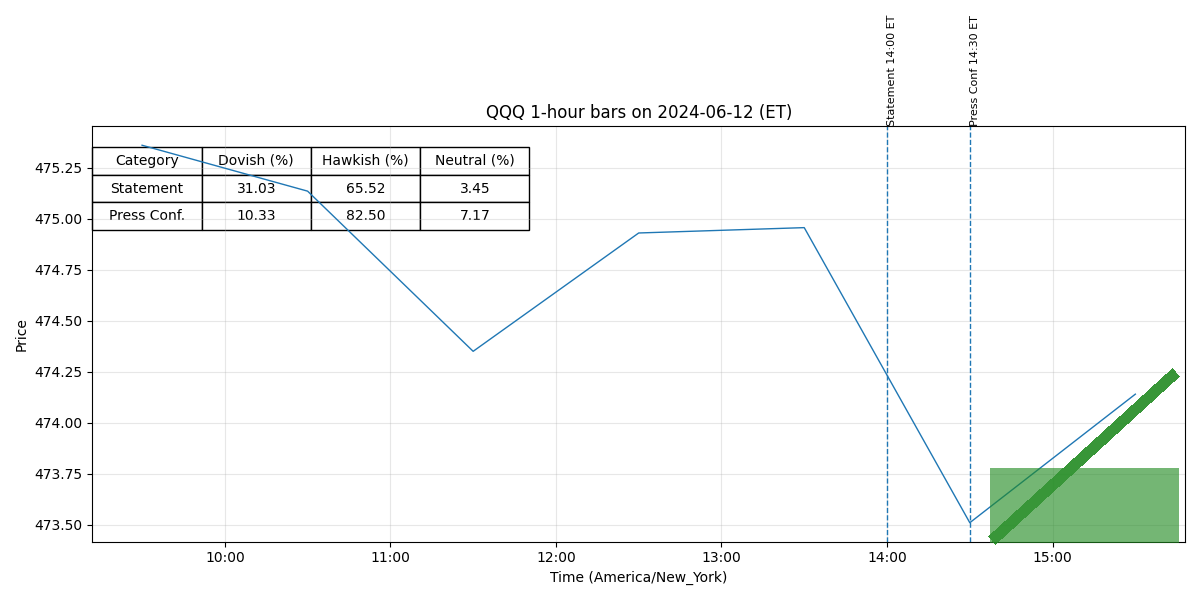 Statement 14:00 ET
Press Conf 14:30 ET
QQQ 1-hour bars on 2024-06-12 (ET)
Category Dovish (%) Hawkish (%) Neutral (%)
Statement 31.03 65.52 3.45
Press Conf. 10.33 82.50 7.17
Price
475.25
475.00
474.75
474.50
474.25
474.00
473.75
473.50
10:00 11:00 12:00 13:00 14:00 15:00
Time (America/New_York)